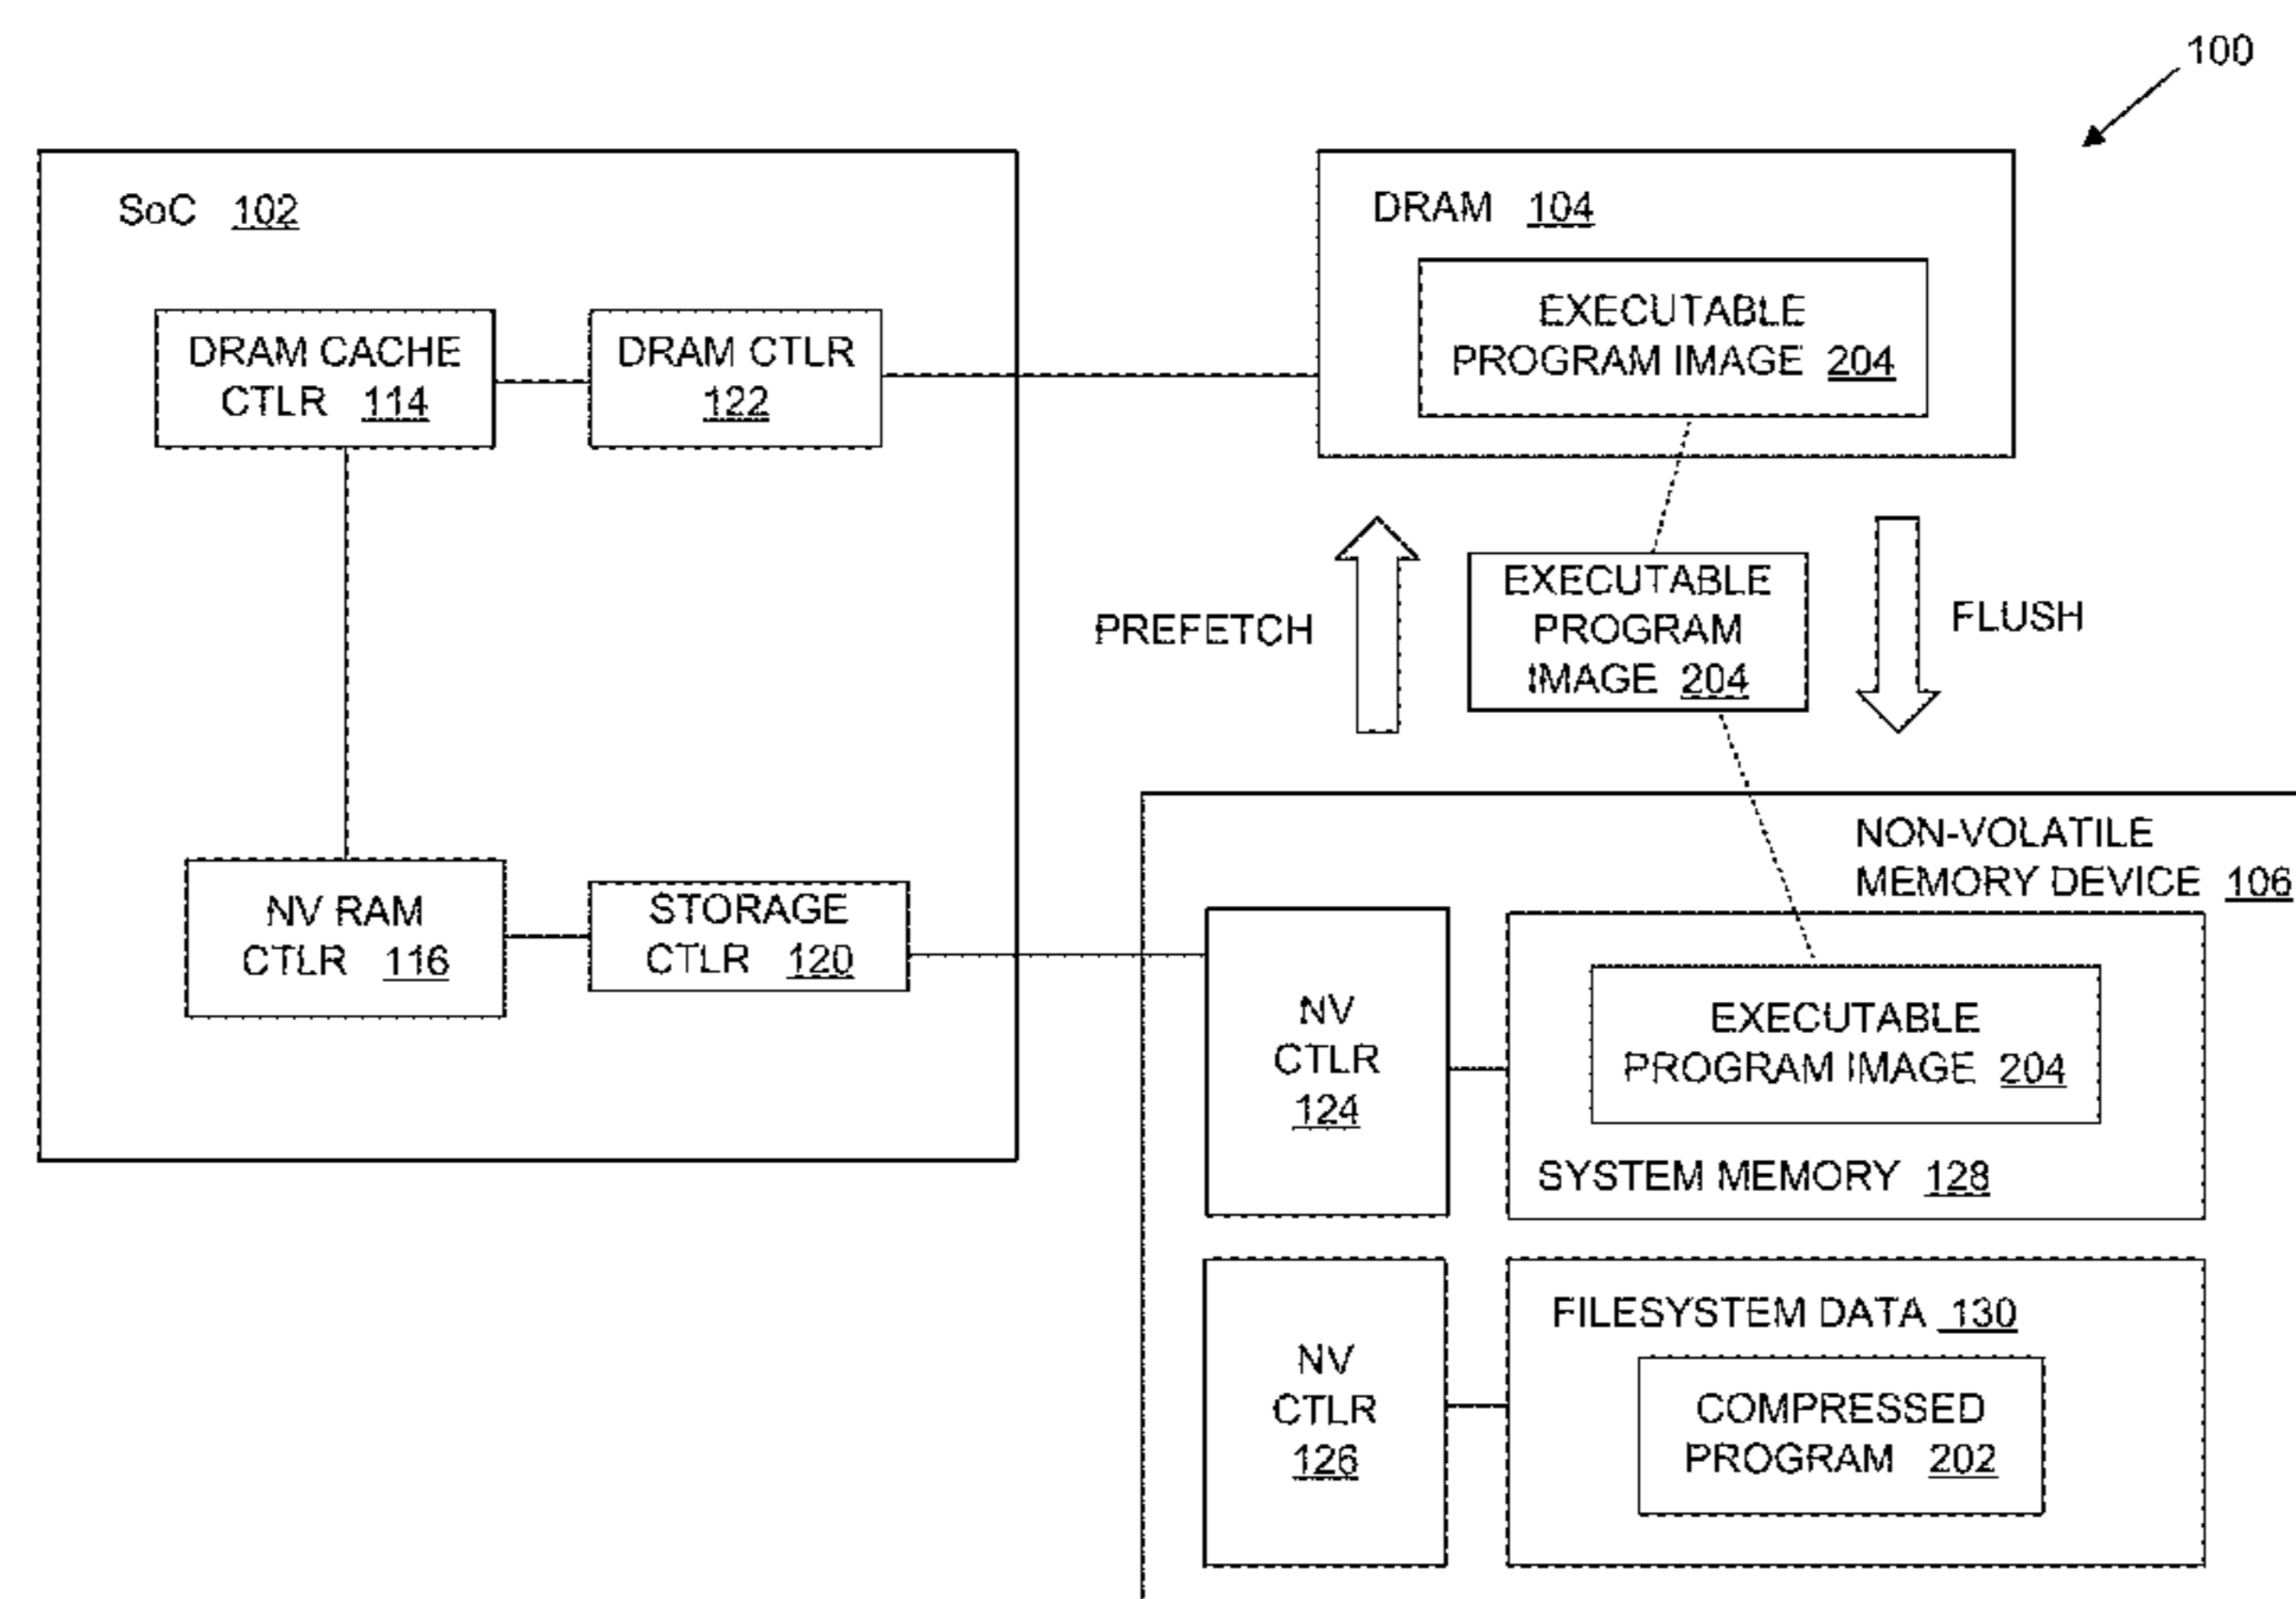 100
SoC 102
DRAM 104
EXECUTABLE
PROGRAM IMAGE 204
DRAM CACHE
CTLR 114
DRAM CTLR
122
PREFETCH
EXECUTABLE
PROGRAM
IMAGE 204
FLUSH
NON-VOLATILE
MEMORY DEVICE 106
NV RAM
CTLR 116
STORAGE
CTLR 120
NV
CTLR
124
EXECUTABLE
PROGRAM IMAGE 204
SYSTEM MEMORY 128
NV
CTLR
126
FILESYSTEM DATA 130
COMPRESSED
PROGRAM 202